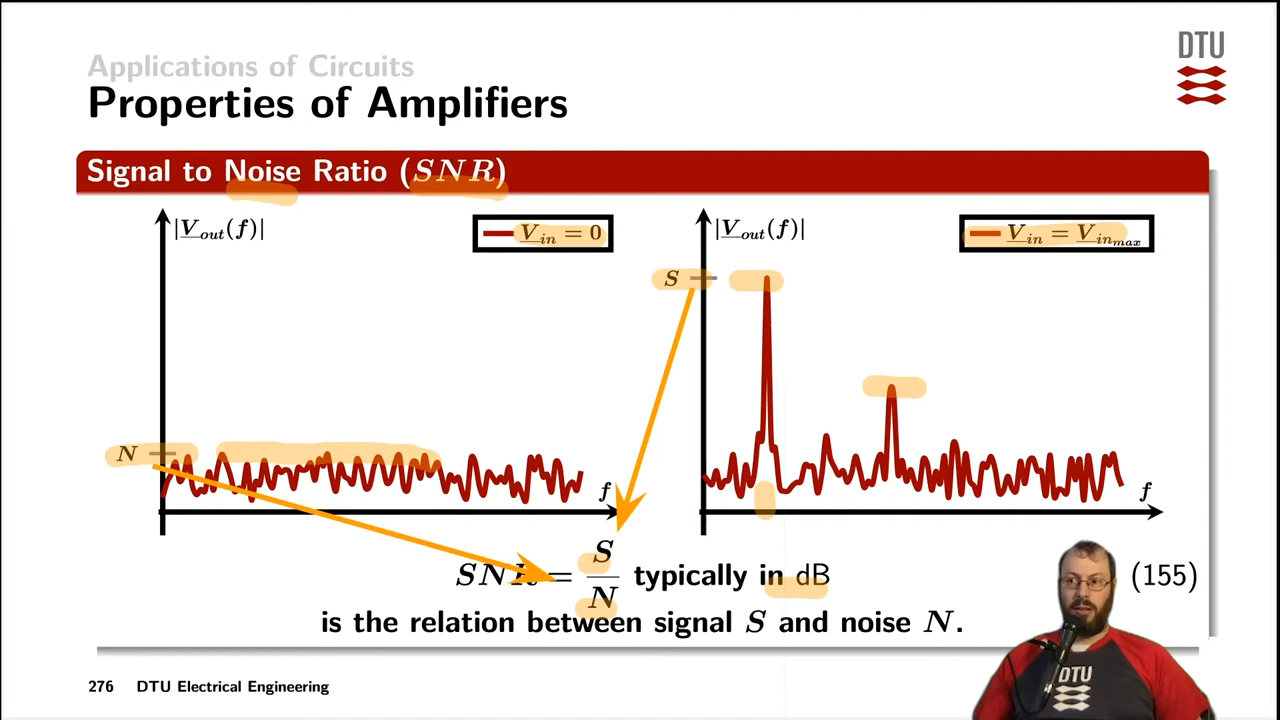 Applications of Circuits
Properties of Amplifiers
DTU
Signal to Noise Ratio (SNR)
|V_out(f)|
V_in = 0
N
f
|V_out(f)|
V_in = V_in_max
S
f
SNR = S/N typically in dB (155)
is the relation between signal S and noise N.
276 DTU Electrical Engineering
DTU